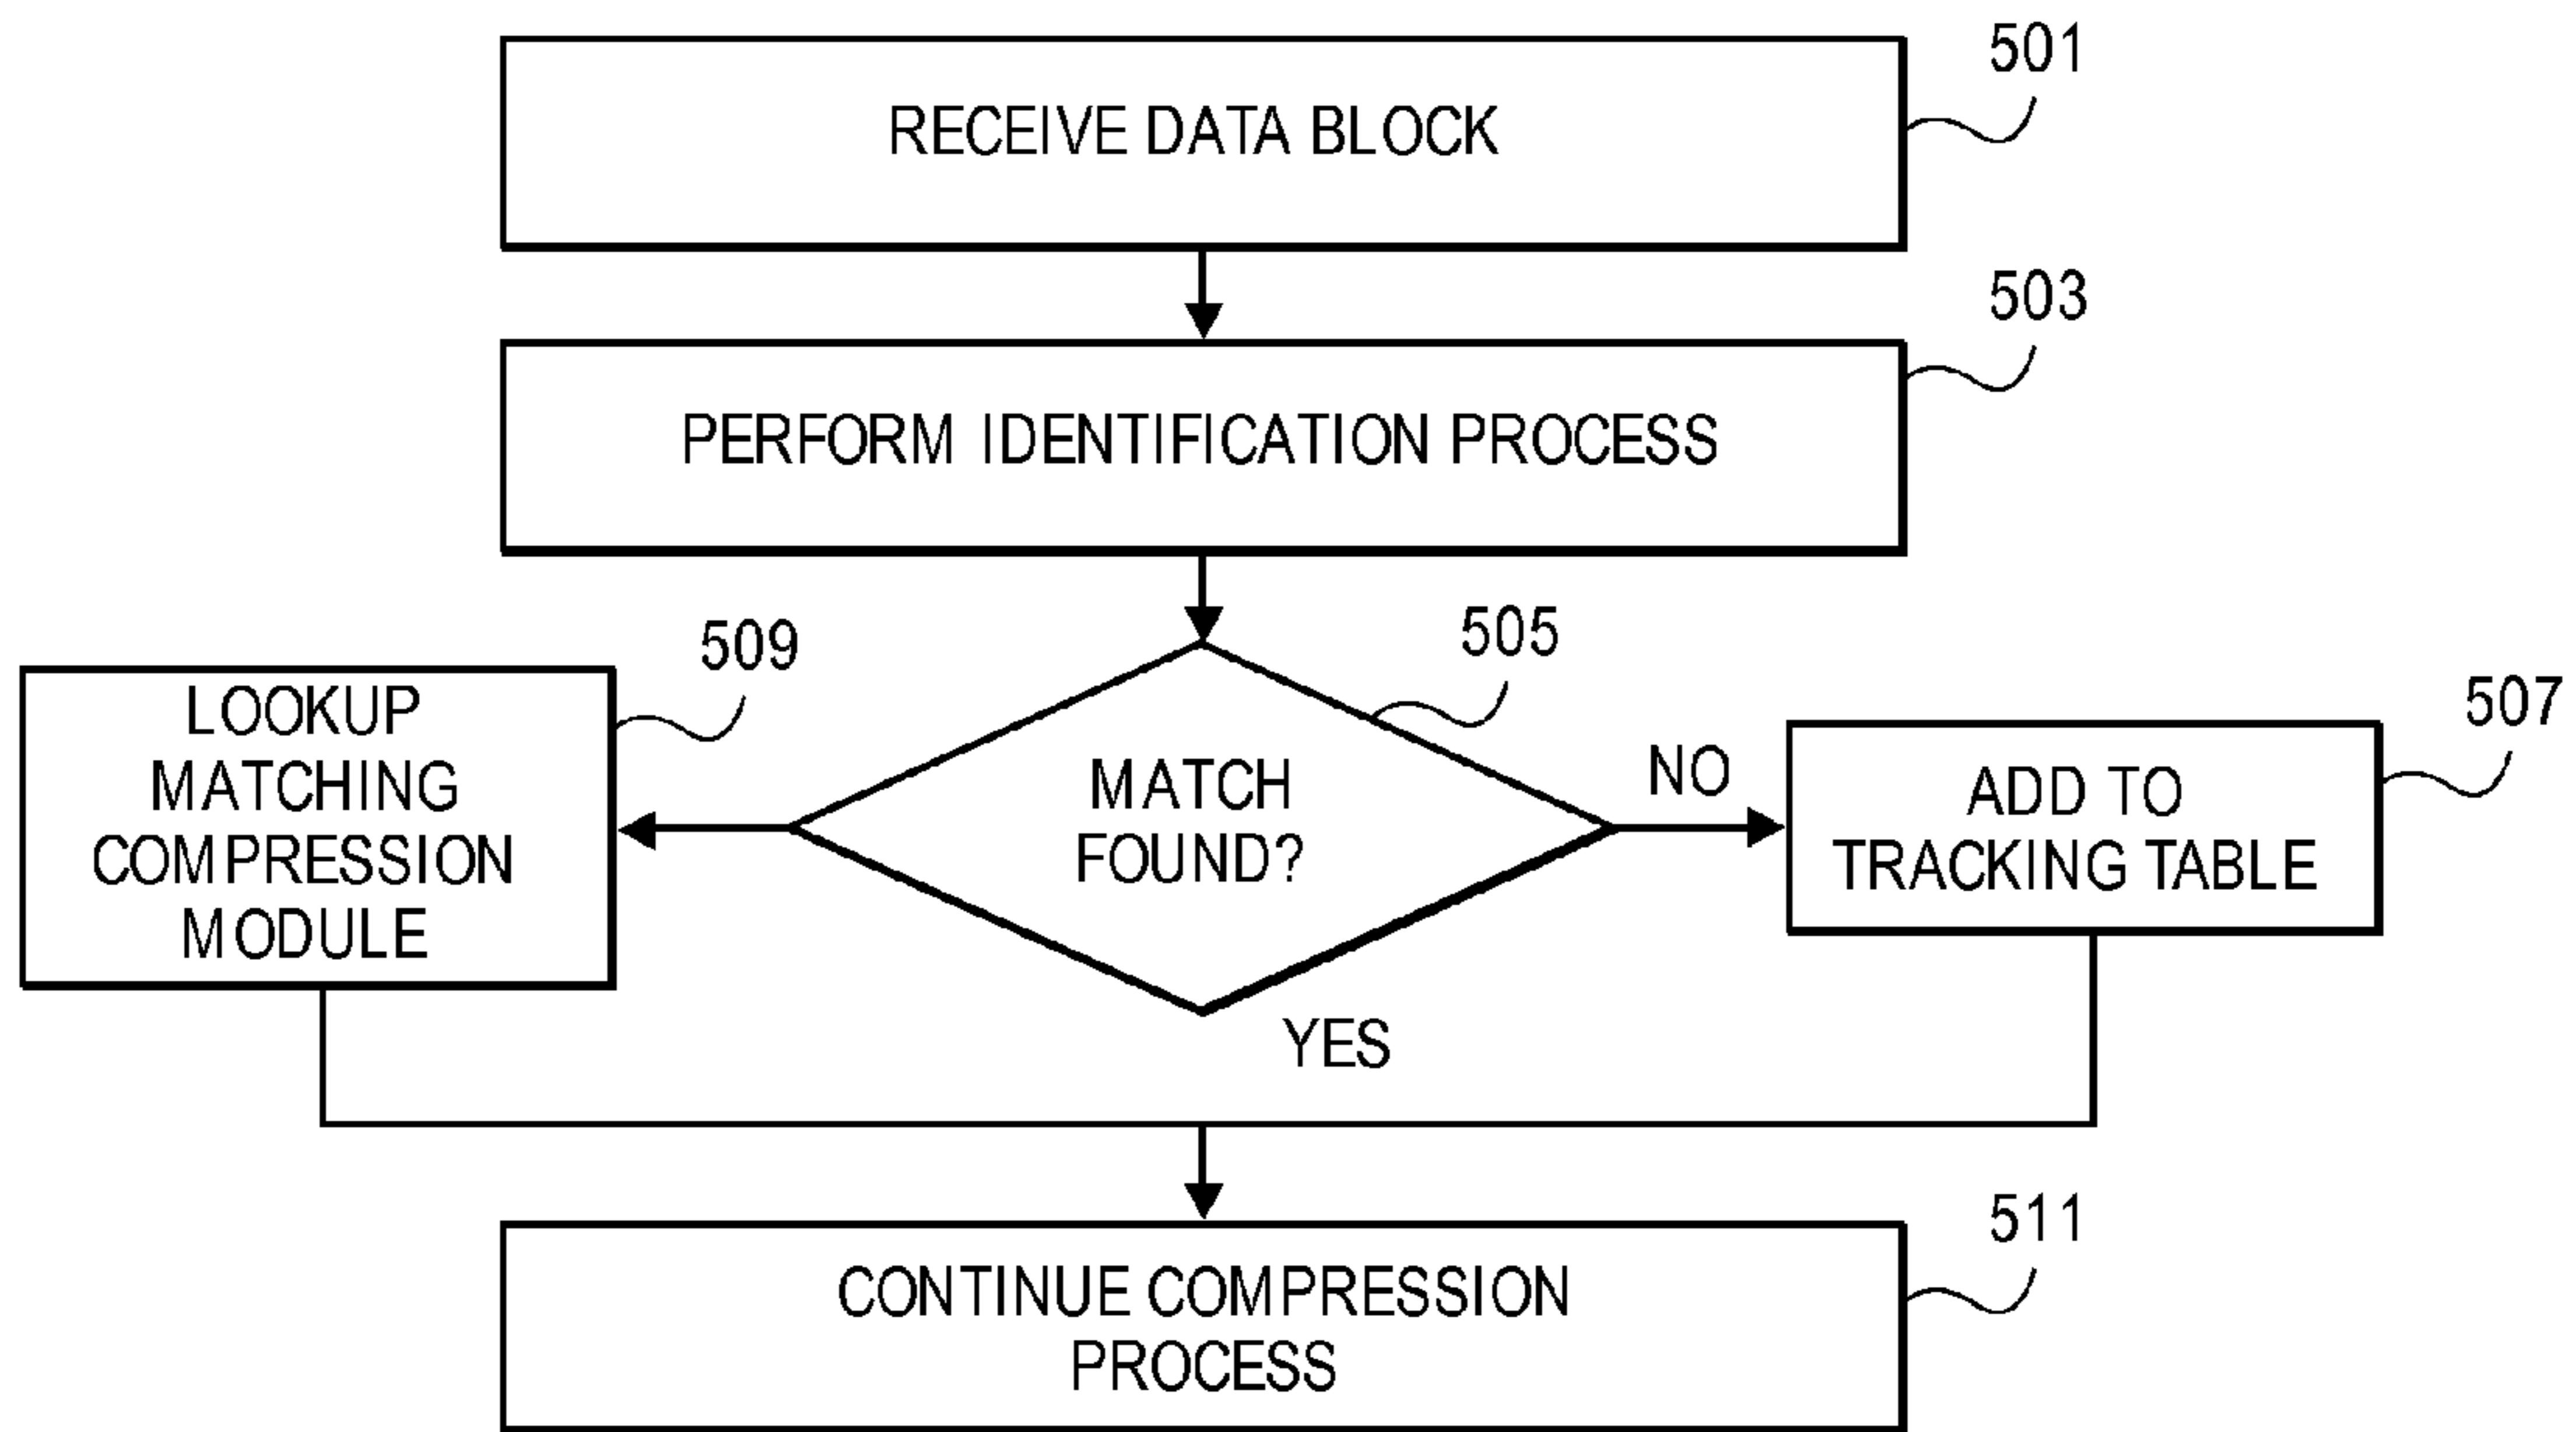 501
RECEIVE DATA BLOCK
503
PERFORM IDENTIFICATION PROCESS
509
505
507
LOOKUP
MATCHING
COMPRESSION
MODULE
MATCH
FOUND?
NO
ADD TO
TRACKING TABLE
YES
511
CONTINUE COMPRESSION
PROCESS